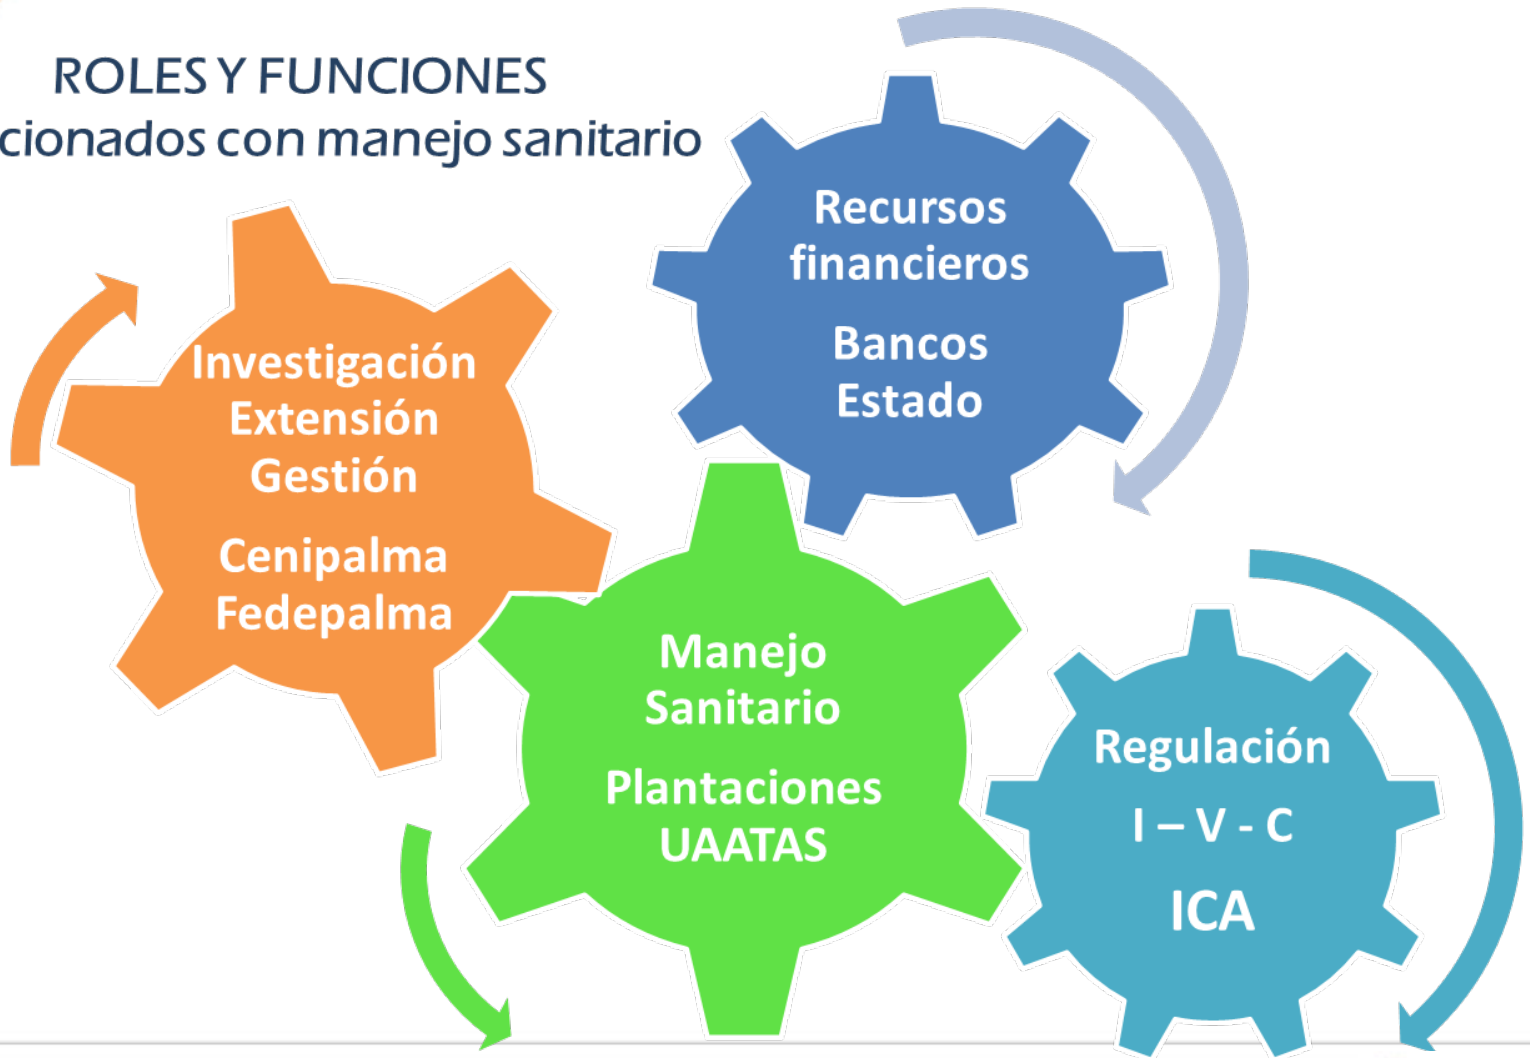 ROLES Y FUNCIONES
cionados con manejo sanitario
Recursos
financieros
Bancos
Estado
Investigación
Extensión
Gestión
Cenipalma
Fedepalma
Manejo
Sanitario
Plantaciones
UAATAS
Regulación
I – V - C
ICA